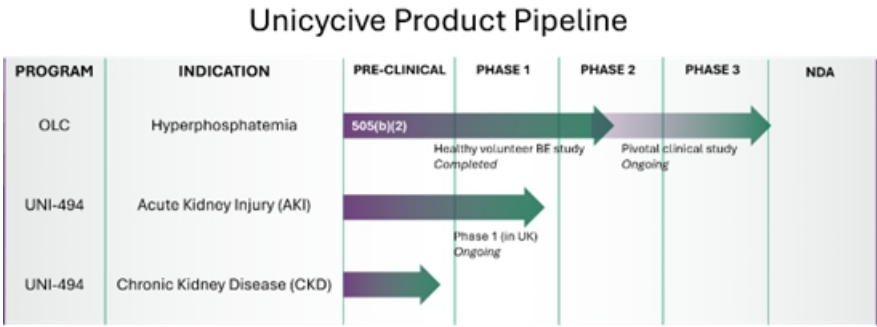 Unicycive Product Pipeline
PROGRAM INDICATION PRE-CLINICAL PHASE 1 PHASE 2 PHASE 3 NDA
OLC Hyperphosphatemia 505(b)(2)
Healthy volunteer BE study Pivotal clinical study
Completed Ongoing
UNI-494 Acute Kidney Injury (AKI)
Phase 1 (in UK)
Ongoing
UNI-494 Chronic Kidney Disease (CKD)